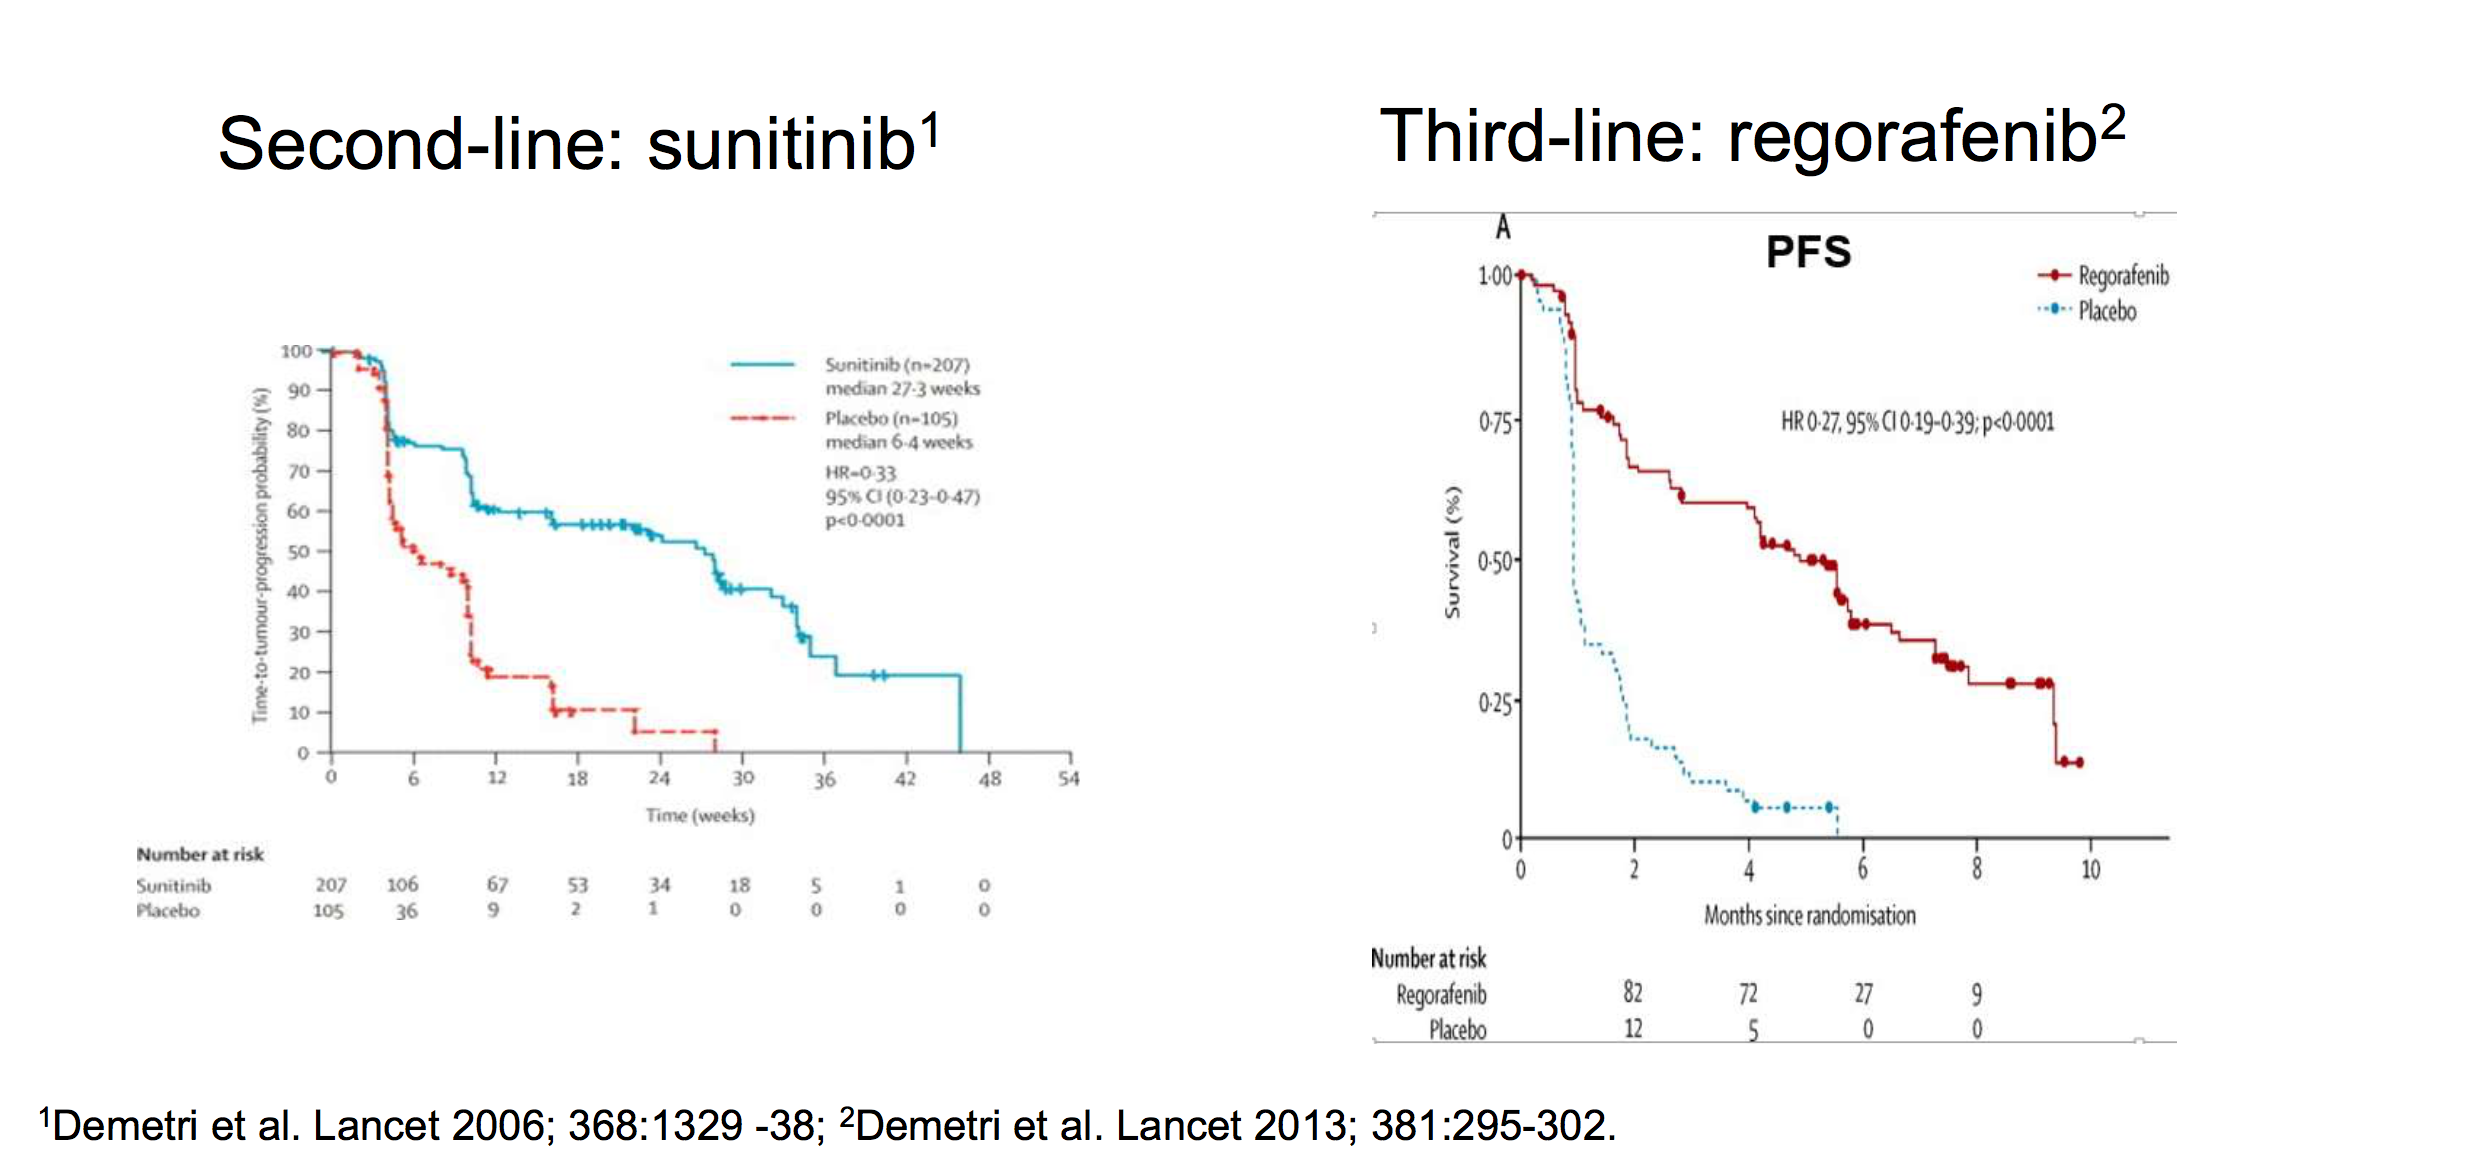 Second-line: sunitinib¹
Third-line: regorafenib²
Time-to-tumour-progression probability (%)
100
90
80
70
60
50
40
30
20
10
0
Sunitinib (n=207)
median 27·3 weeks
Placebo (n=105)
median 6·4 weeks
HR=0·33
95% CI (0·23–0·47)
p<0·0001
0 6 12 18 24 30 36 42 48 54
Time (weeks)
Number at risk
Sunitinib 207 106 67 53 34 18 5 1 0
Placebo 105 36 9 2 1 0 0 0 0
A
PFS
Regorafenib
Placebo
HR 0·27, 95% CI 0·19–0·39; p<0·0001
Survival (%)
1·00
0·75
0·50
0·25
0
0 2 4 6 8 10
Months since randomisation
Number at risk
Regorafenib 82 72 27 9
Placebo 12 5 0 0
¹Demetri et al. Lancet 2006; 368:1329 -38; ²Demetri et al. Lancet 2013; 381:295-302.